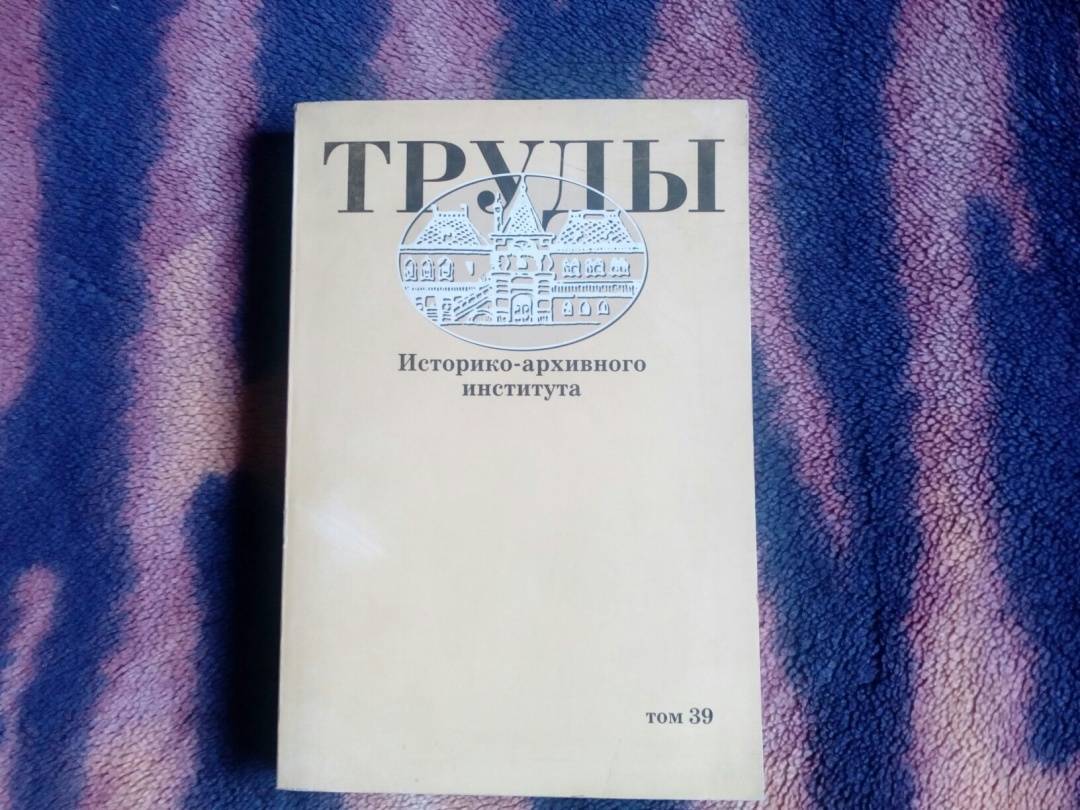 ТРУДЫ
Историко-архивного
института
том 39